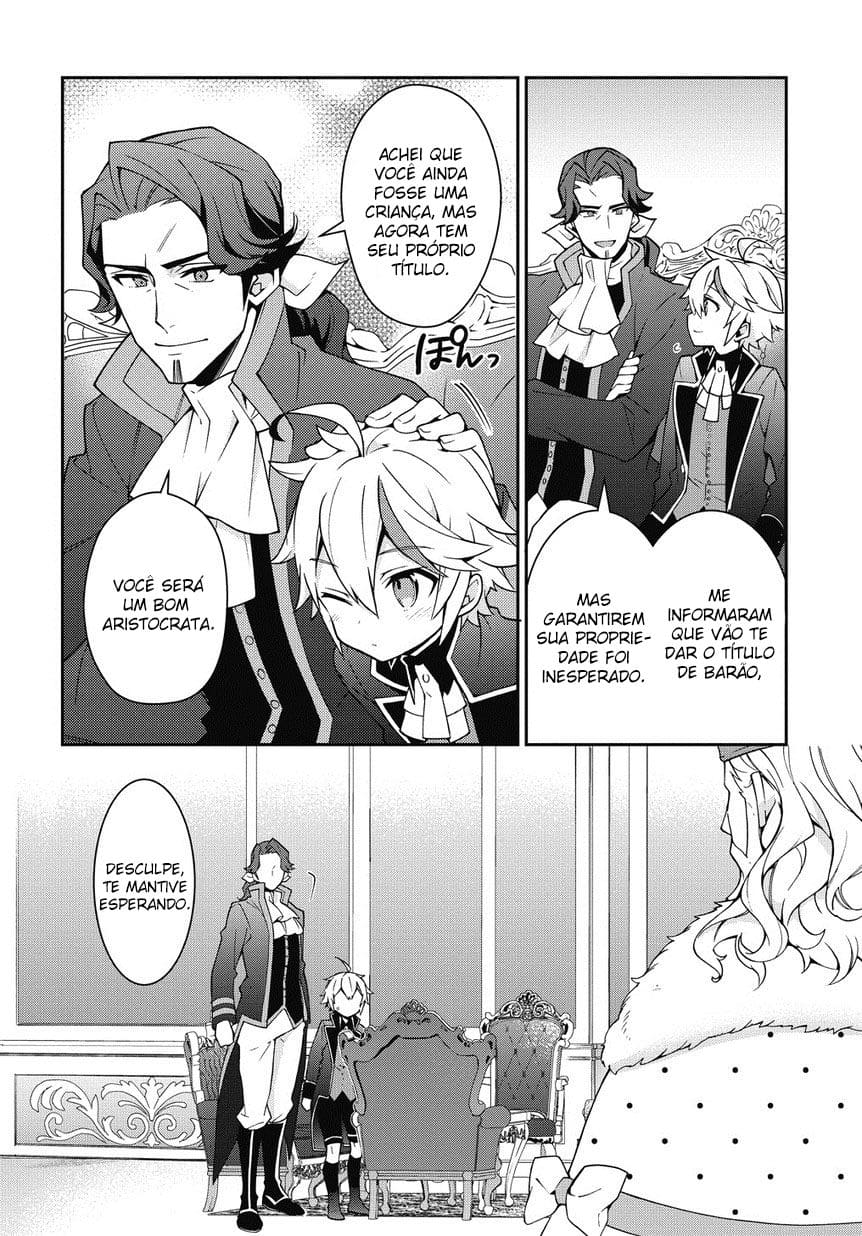 ME
INFORMARAM
QUE VÃO TE
DAR O TÍTULO
DE BARÃO,
MAS
GARANTIREM
SUA PROPRIE-
DADE FOI
INESPERADO.
ACHEI QUE
VOCÊ AINDA
FOSSE UMA
CRIANÇA, MAS
AGORA TEM
SEU PRÓPRIO
TÍTULO.
ぽんっ
VOCÊ SERÁ
UM BOM
ARISTOCRATA.
DESCULPE,
TE MANTIVE
ESPERANDO.